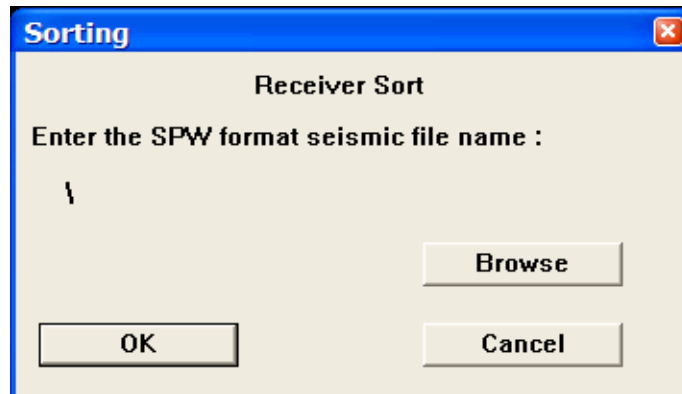 Sorting
Receiver Sort
Enter the SPW format seismic file name :
\
Browse
OK Cancel